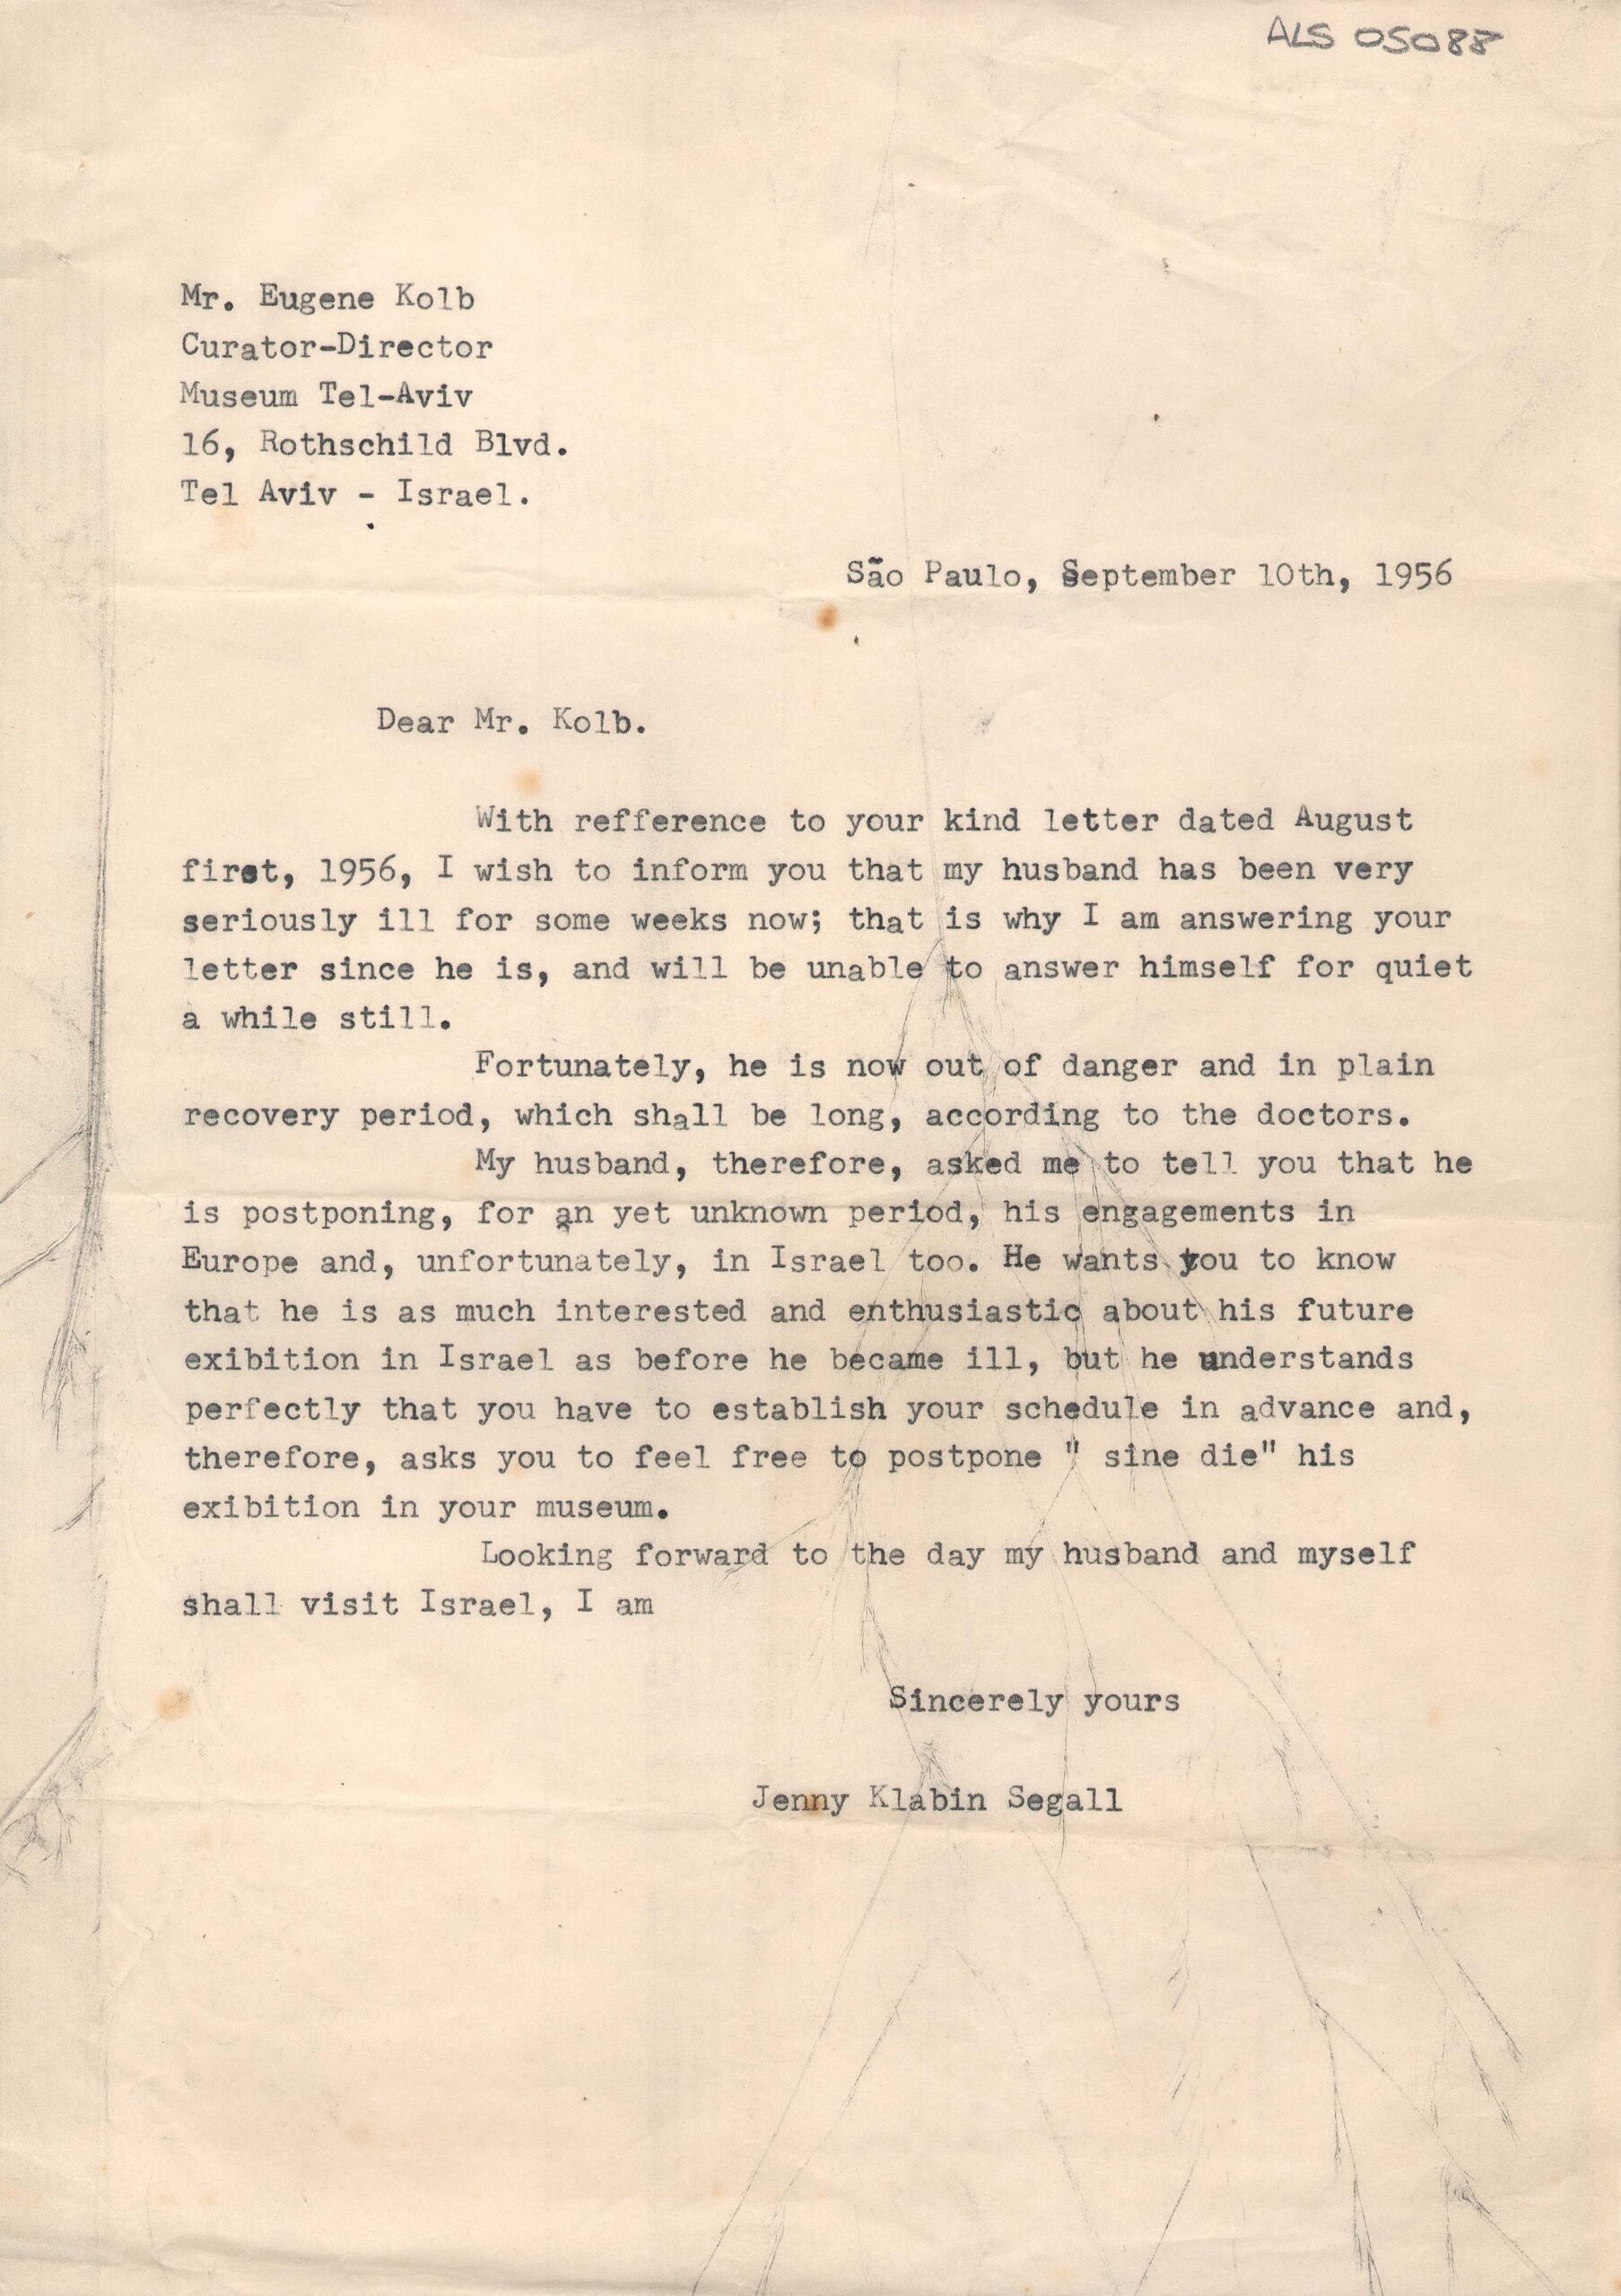 ALS 05088
Mr. Eugene Kolb
Curator-Director
Museum Tel-Aviv
16, Rothschild Blvd.
Tel Aviv - Israel.
São Paulo, September 10th, 1956
Dear Mr. Kolb.
With refference to your kind letter dated August
first, 1956, I wish to inform you that my husband has been very
seriously ill for some weeks now; that is why I am answering your
letter since he is, and will be unable to answer himself for quiet
a while still.
Fortunately, he is now out of danger and in plain
recovery period, which shall be long, according to the doctors.
My husband, therefore, asked me to tell you that he
is postponing, for an yet unknown period, his engagements in
Europe and, unfortunately, in Israel too. He wants you to know
that he is as much interested and enthusiastic about his future
exibition in Israel as before he became ill, but he understands
perfectly that you have to establish your schedule in advance and,
therefore, asks you to feel free to postpone " sine die" his
exibition in your museum.
Looking forward to the day my husband and myself
shall visit Israel, I am
Sincerely yours
Jenny Klabin Segall